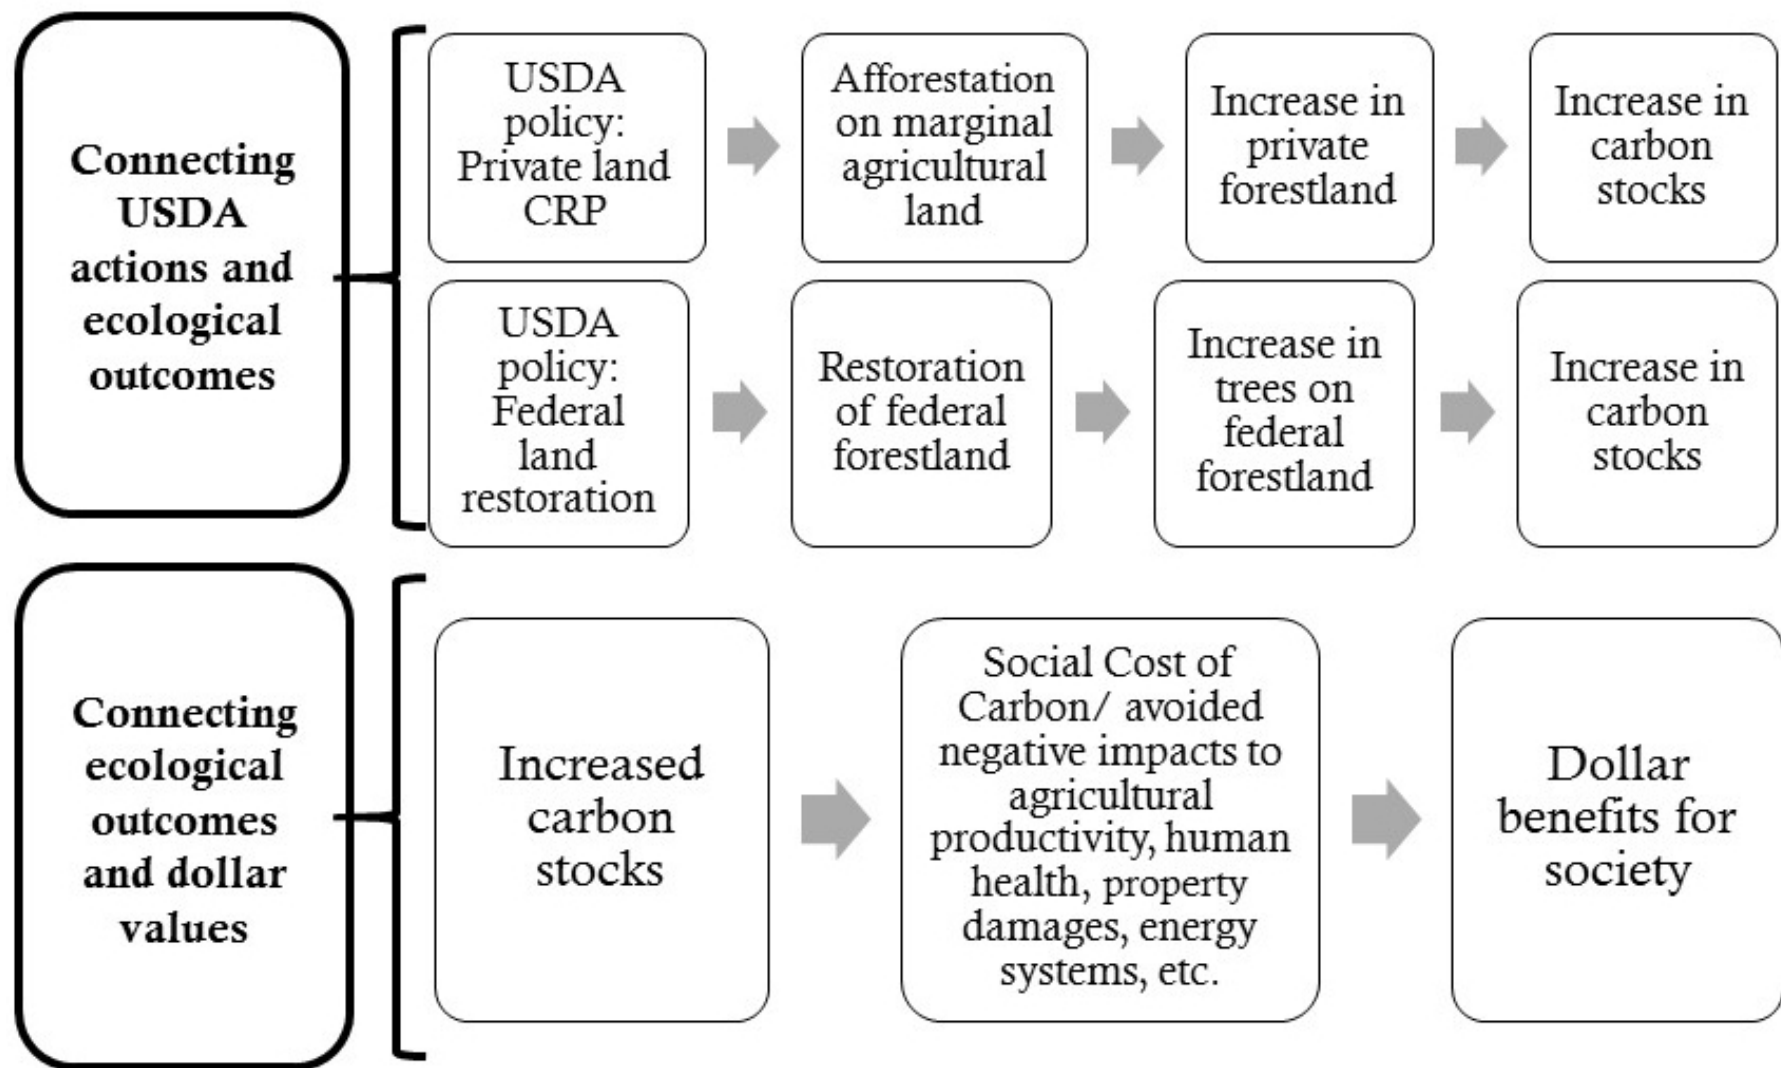 Connecting
USDA
actions and
ecological
outcomes
USDA
policy:
Private land
CRP
Afforestation
on marginal
agricultural
land
Increase in
private
forestland
Increase in
carbon
stocks
USDA
policy:
Federal
land
restoration
Restoration
of federal
forestland
Increase in
trees on
federal
forestland
Increase in
carbon
stocks
Connecting
ecological
outcomes
and dollar
values
Increased
carbon
stocks
Social Cost of
Carbon/ avoided
negative impacts to
agricultural
productivity, human
health, property
damages, energy
systems, etc.
Dollar
benefits for
society